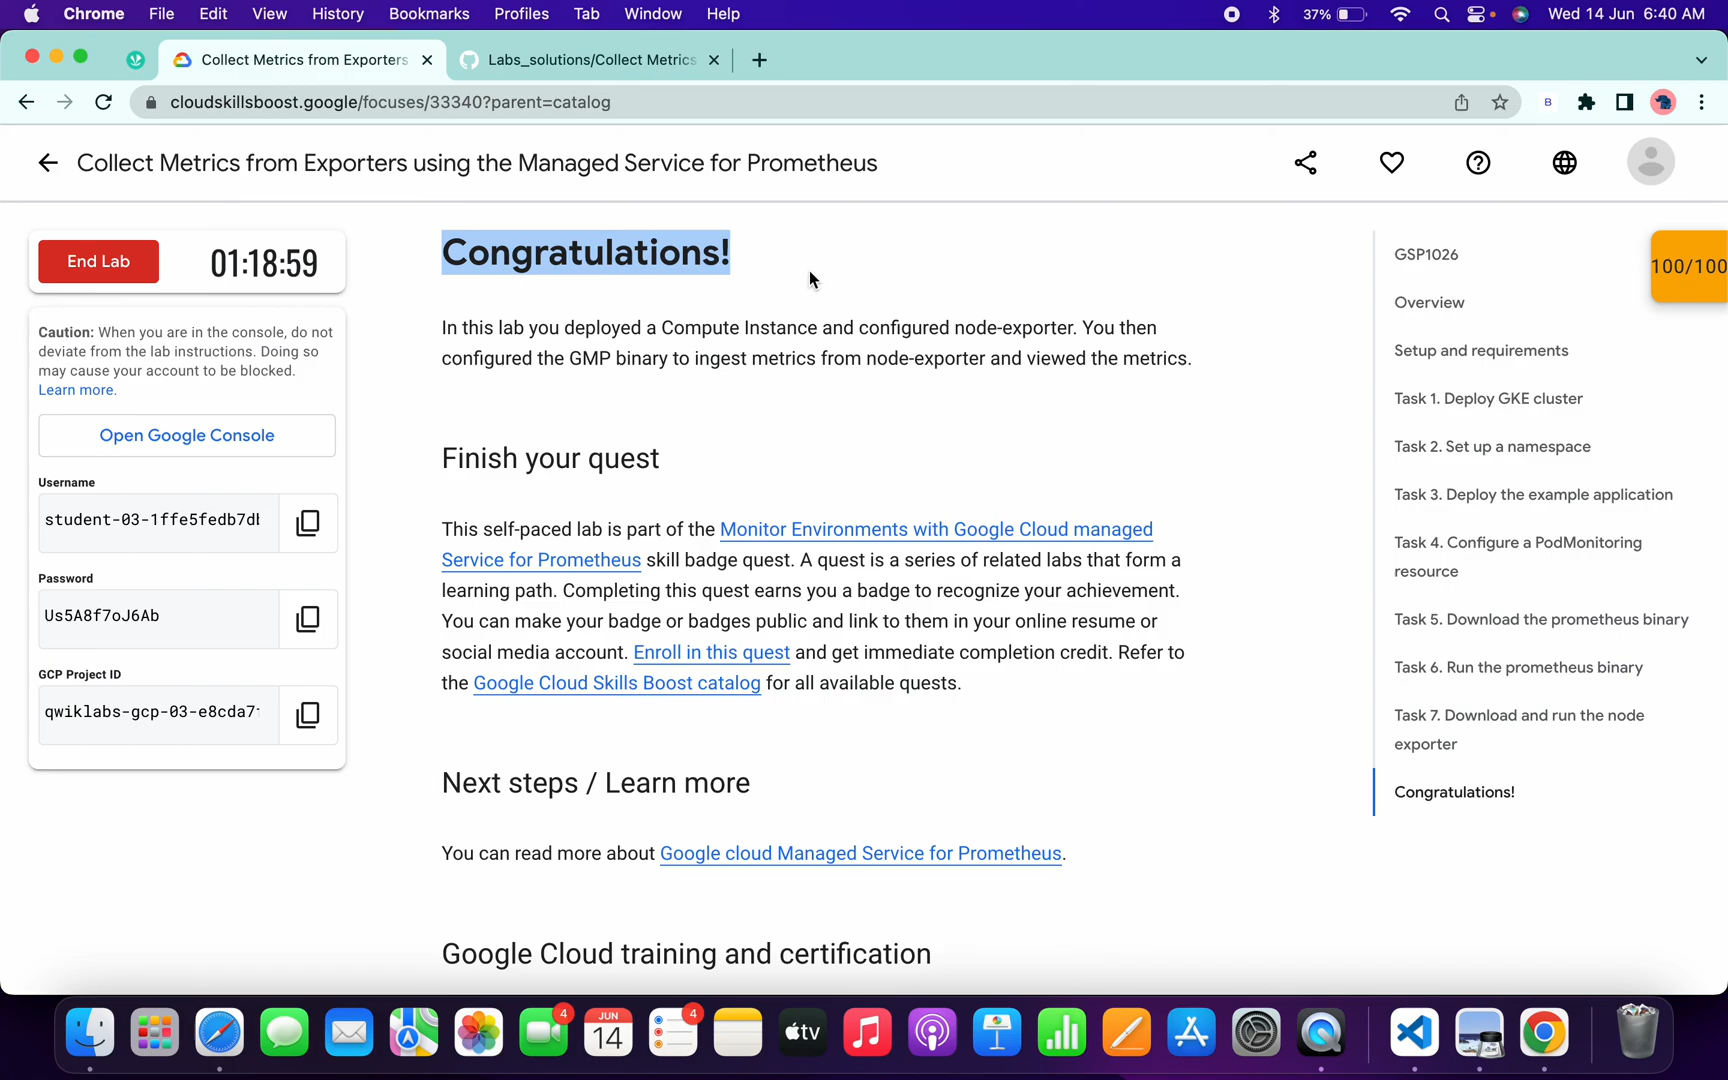 Chrome File Edit View History Bookmarks Profiles Tab Window Help 37% Wed 14 Jun 6:40 AM
Collect Metrics from Exporters Labs_solutions/Collect Metrics
cloudskillsboost.google/focuses/33340?parent=catalog B
Collect Metrics from Exporters using the Managed Service for Prometheus
End Lab 01:18:59
Caution: When you are in the console, do not
deviate from the lab instructions. Doing so
may cause your account to be blocked.
Learn more.
Open Google Console
Username
student-03-1ffe5fedb7db
Password
Us5A8f7oJ6Ab
GCP Project ID
qwiklabs-gcp-03-e8cda7
Congratulations!
In this lab you deployed a Compute Instance and configured node-exporter. You then
configured the GMP binary to ingest metrics from node-exporter and viewed the metrics.
Finish your quest
This self-paced lab is part of the Monitor Environments with Google Cloud managed
Service for Prometheus skill badge quest. A quest is a series of related labs that form a
learning path. Completing this quest earns you a badge to recognize your achievement.
You can make your badge or badges public and link to them in your online resume or
social media account. Enroll in this quest and get immediate completion credit. Refer to
the Google Cloud Skills Boost catalog for all available quests.
Next steps / Learn more
You can read more about Google cloud Managed Service for Prometheus.
Google Cloud training and certification
GSP1026
Overview
Setup and requirements
Task 1. Deploy GKE cluster
Task 2. Set up a namespace
Task 3. Deploy the example application
Task 4. Configure a PodMonitoring
resource
Task 5. Download the prometheus binary
Task 6. Run the prometheus binary
Task 7. Download and run the node
exporter
Congratulations!
100/100
4 JUN 14 4 tv